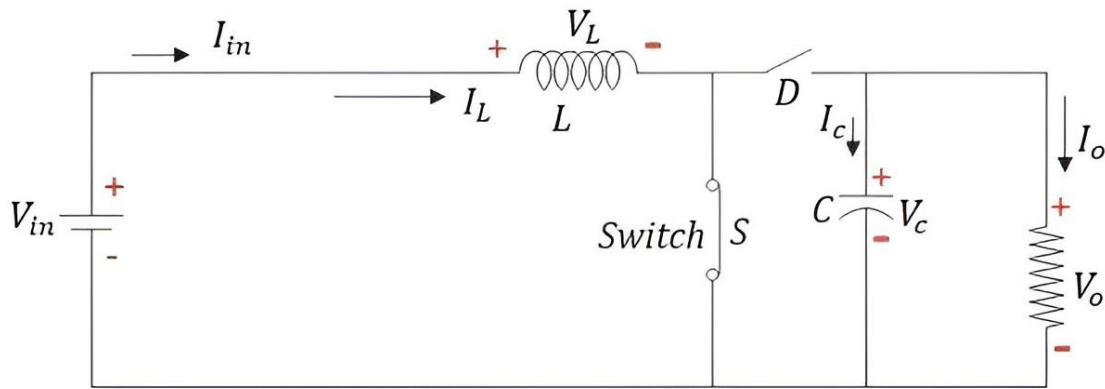 I_in
+ V_L -
I_L
L
D
I_c
I_o
+
V_in
-
Switch S
+
C V_c
-
+
V_o
-